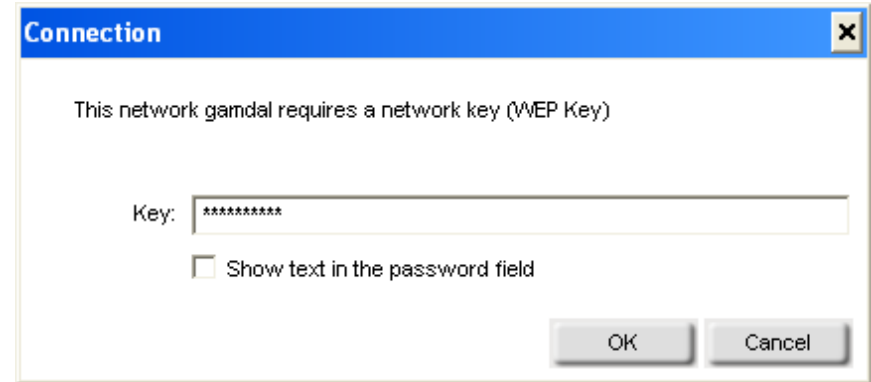 Connection
This network gamdal requires a network key (WEP Key)
Key: **********
Show text in the password field
OK Cancel